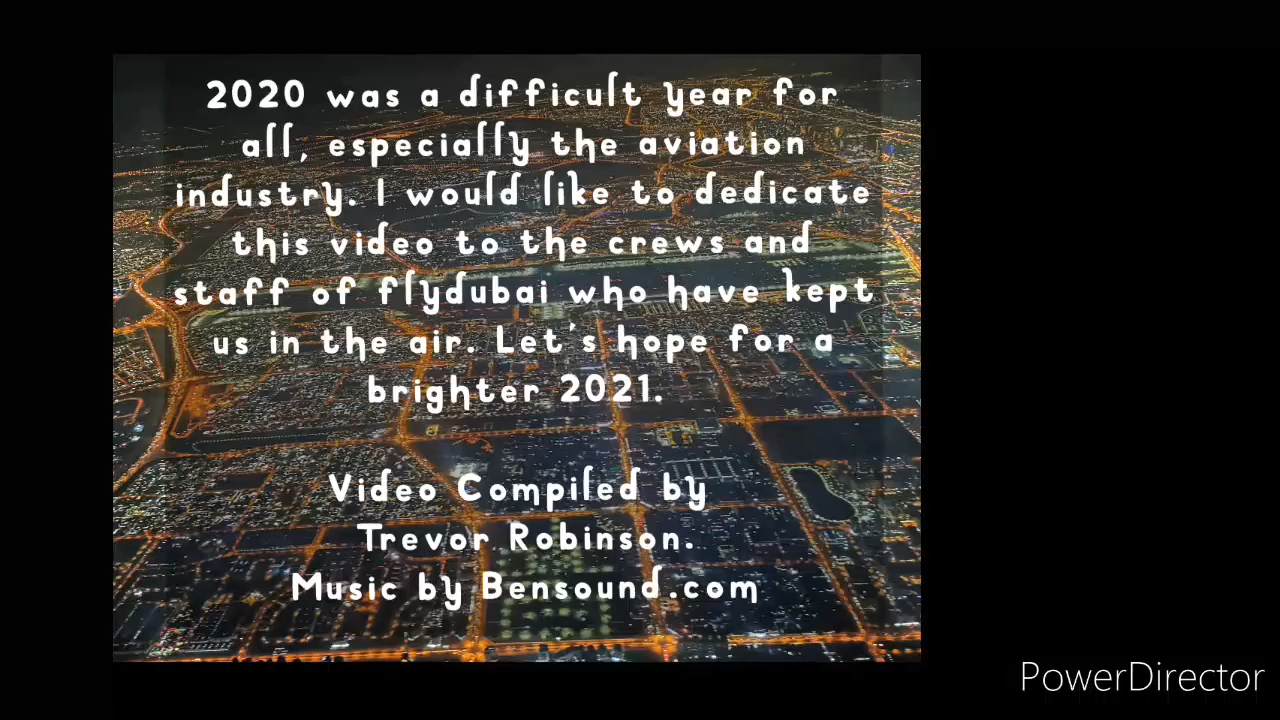 2020 was a difficult year for
all, especially the aviation
industry. I would like to dedicate
this video to the crews and
staff of flydubai who have kept
us in the air. Let's hope for a
brighter 2021.
Video Compiled by
Trevor Robinson.
Music by Bensound.com
PowerDirector